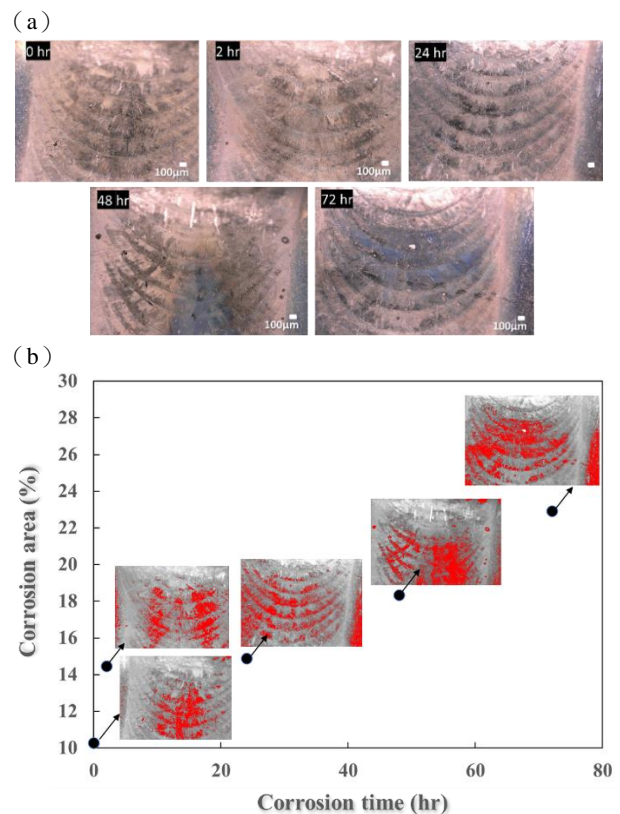 (a)
0 hr
100μm
2 hr
100μm
24 hr
48 hr
100μm
72 hr
100μm
(b)
Corrosion area (%)
30
28
26
24
22
20
18
16
14
12
10
0
20
40
60
80
Corrosion time (hr)